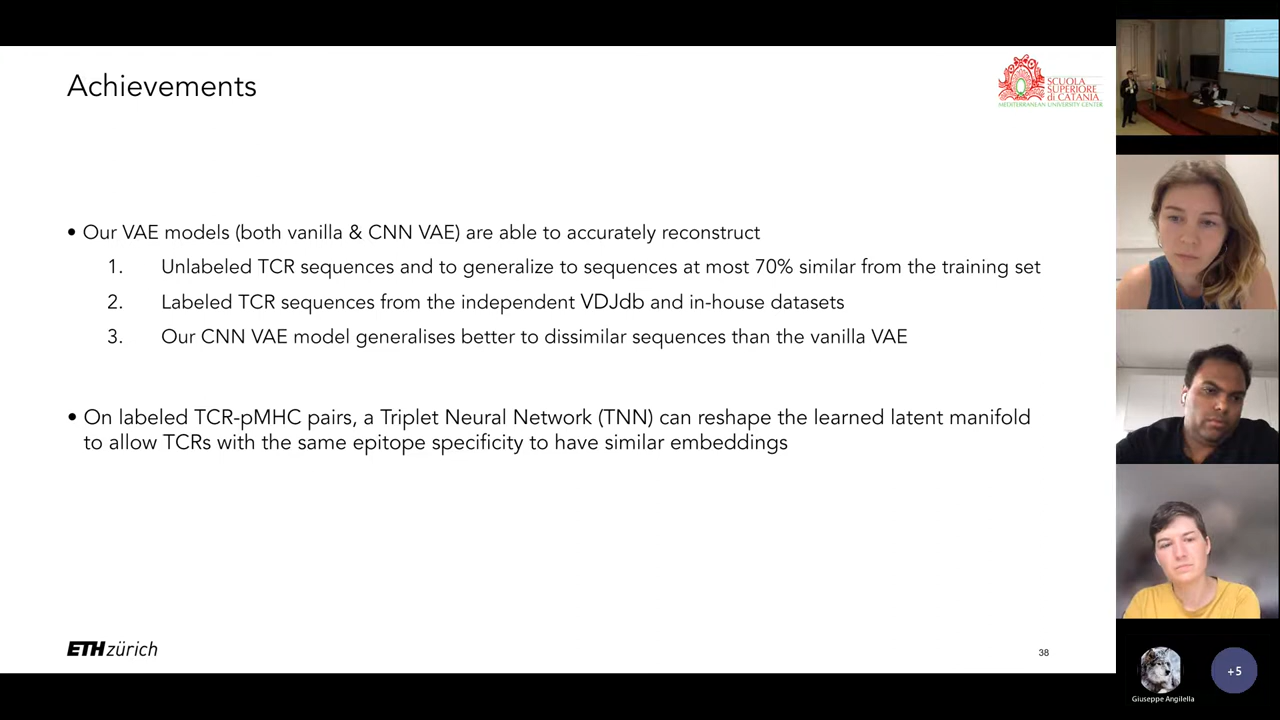 Achievements
SCUOLA
SUPERIORE
di CATANIA
MEDITERRANEAN UNIVERSITY CENTER
• Our VAE models (both vanilla & CNN VAE) are able to accurately reconstruct
1. Unlabeled TCR sequences and to generalize to sequences at most 70% similar from the training set
2. Labeled TCR sequences from the independent VDJdb and in-house datasets
3. Our CNN VAE model generalises better to dissimilar sequences than the vanilla VAE
• On labeled TCR-pMHC pairs, a Triplet Neural Network (TNN) can reshape the learned latent manifold
to allow TCRs with the same epitope specificity to have similar embeddings
ETH zürich
38
+5
Giuseppe Angilella